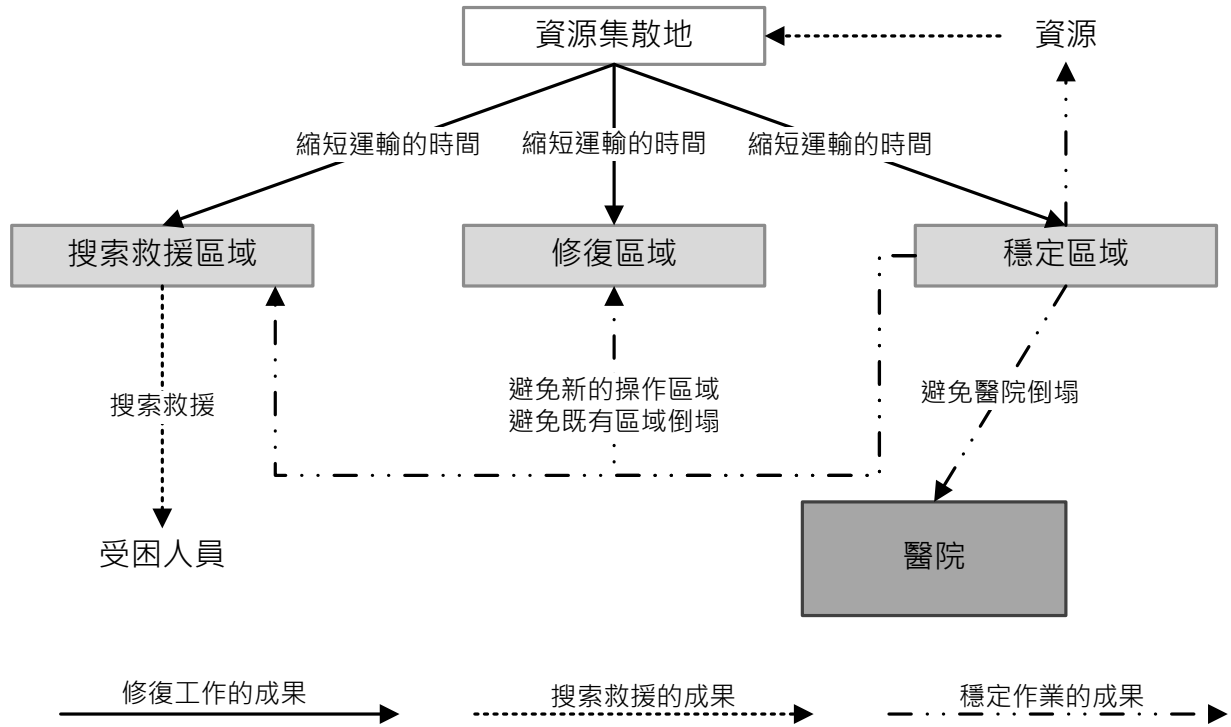 資源集散地
資源
縮短運輸的時間
縮短運輸的時間
縮短運輸的時間
搜索救援區域
修復區域
穩定區域
搜索救援
避免新的操作區域
避免既有區域倒塌
避免醫院倒塌
受困人員
醫院
修復工作的成果
搜索救援的成果
穩定作業的成果